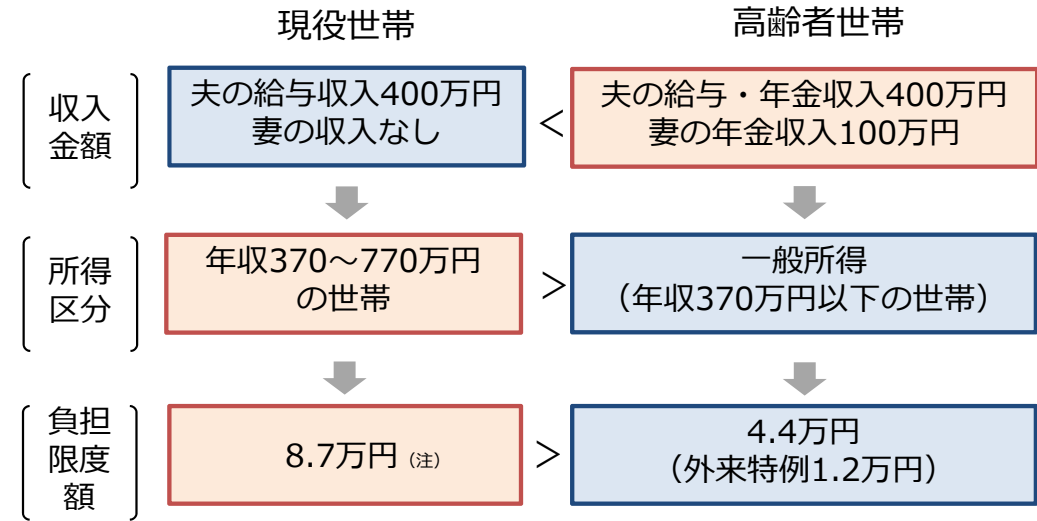 現役世帯
高齢者世帯
収入
金額
夫の給与収入400万円
妻の収入なし
<
夫の給与・年金収入400万円
妻の年金収入100万円
所得
区分
年収370～770万円
の世帯
>
一般所得
（年収370万円以下の世帯）
負担
限度
額
8.7万円（注）
>
4.4万円
（外来特例1.2万円）